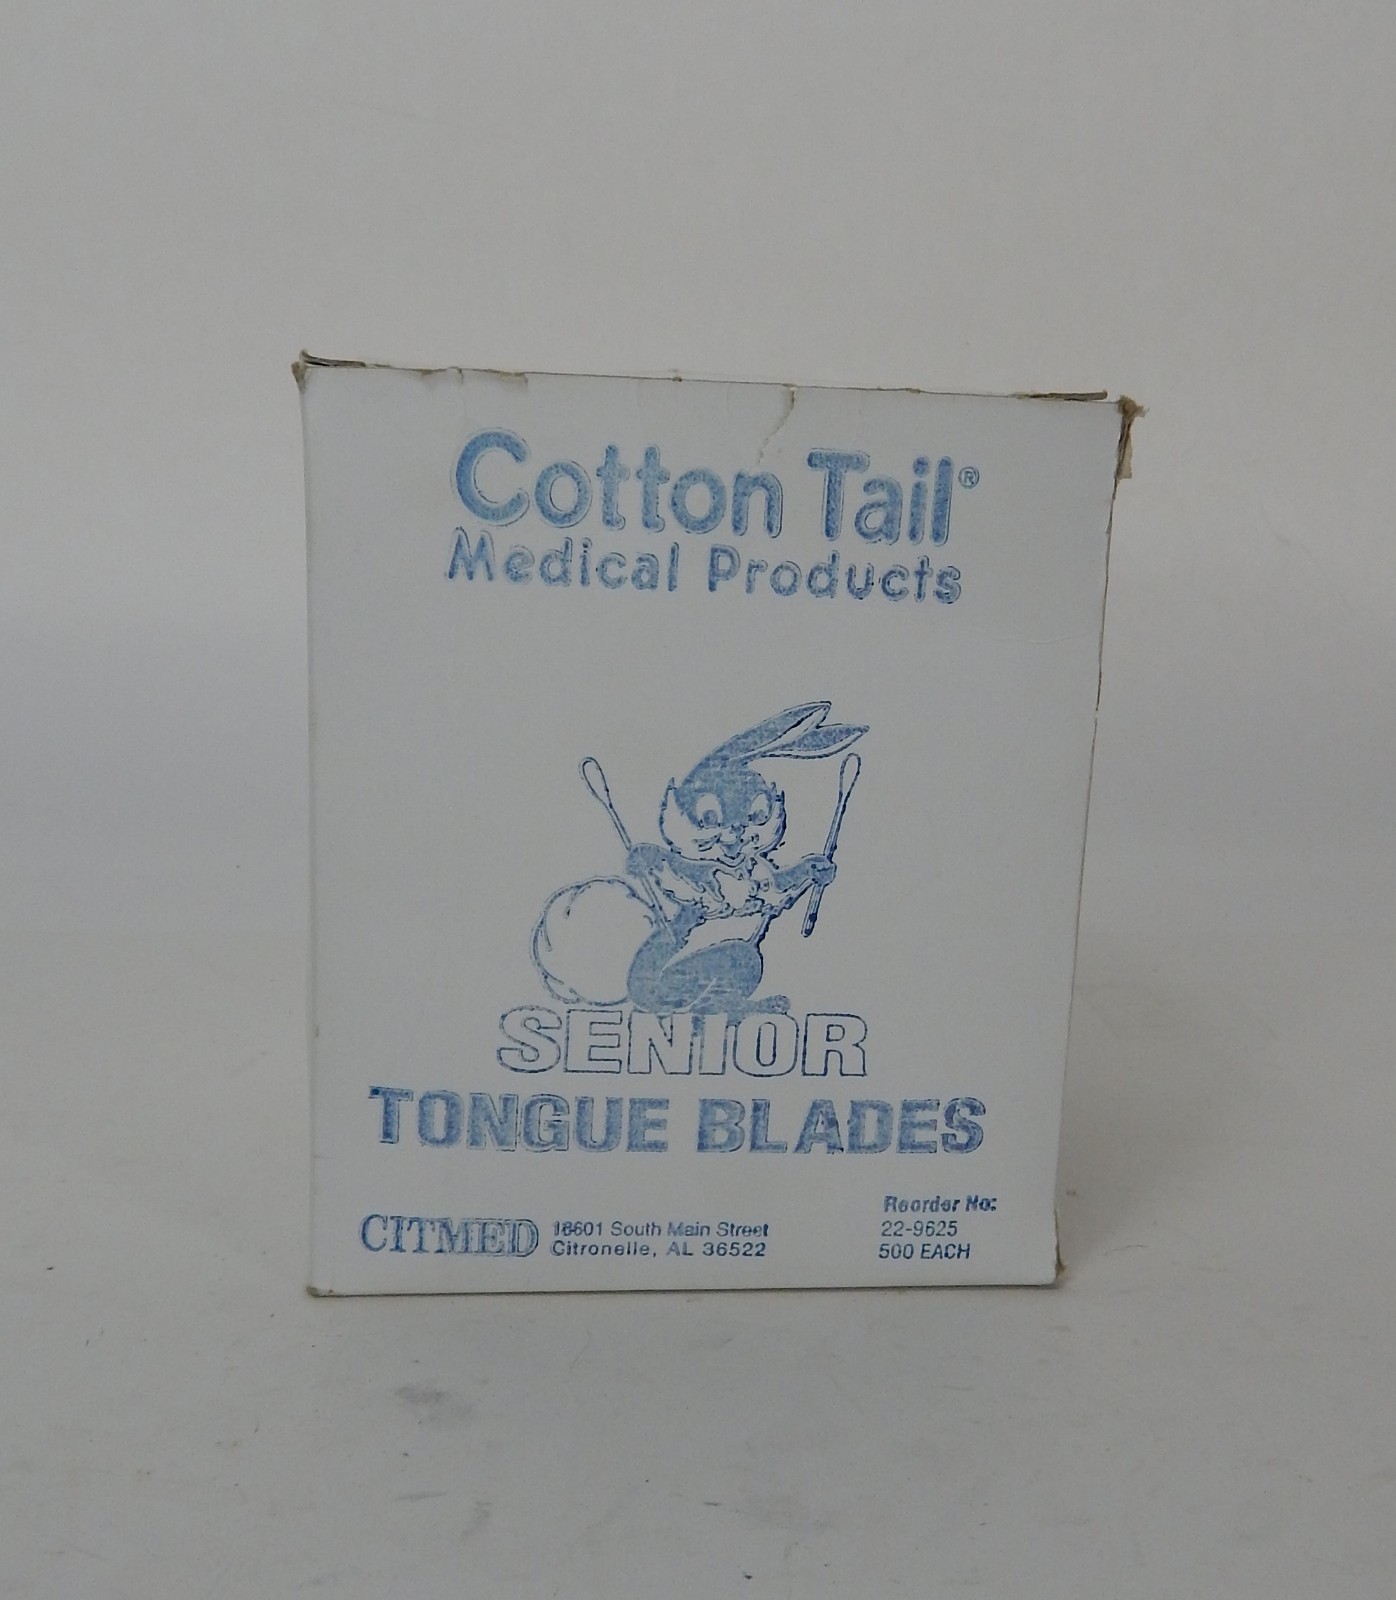 Cotton Tail®
Medical Products
SENIOR
TONGUE BLADES
CITMED
18601 South Main Street
Citronelle, AL 36522
Reorder No:
22-9625
500 EACH